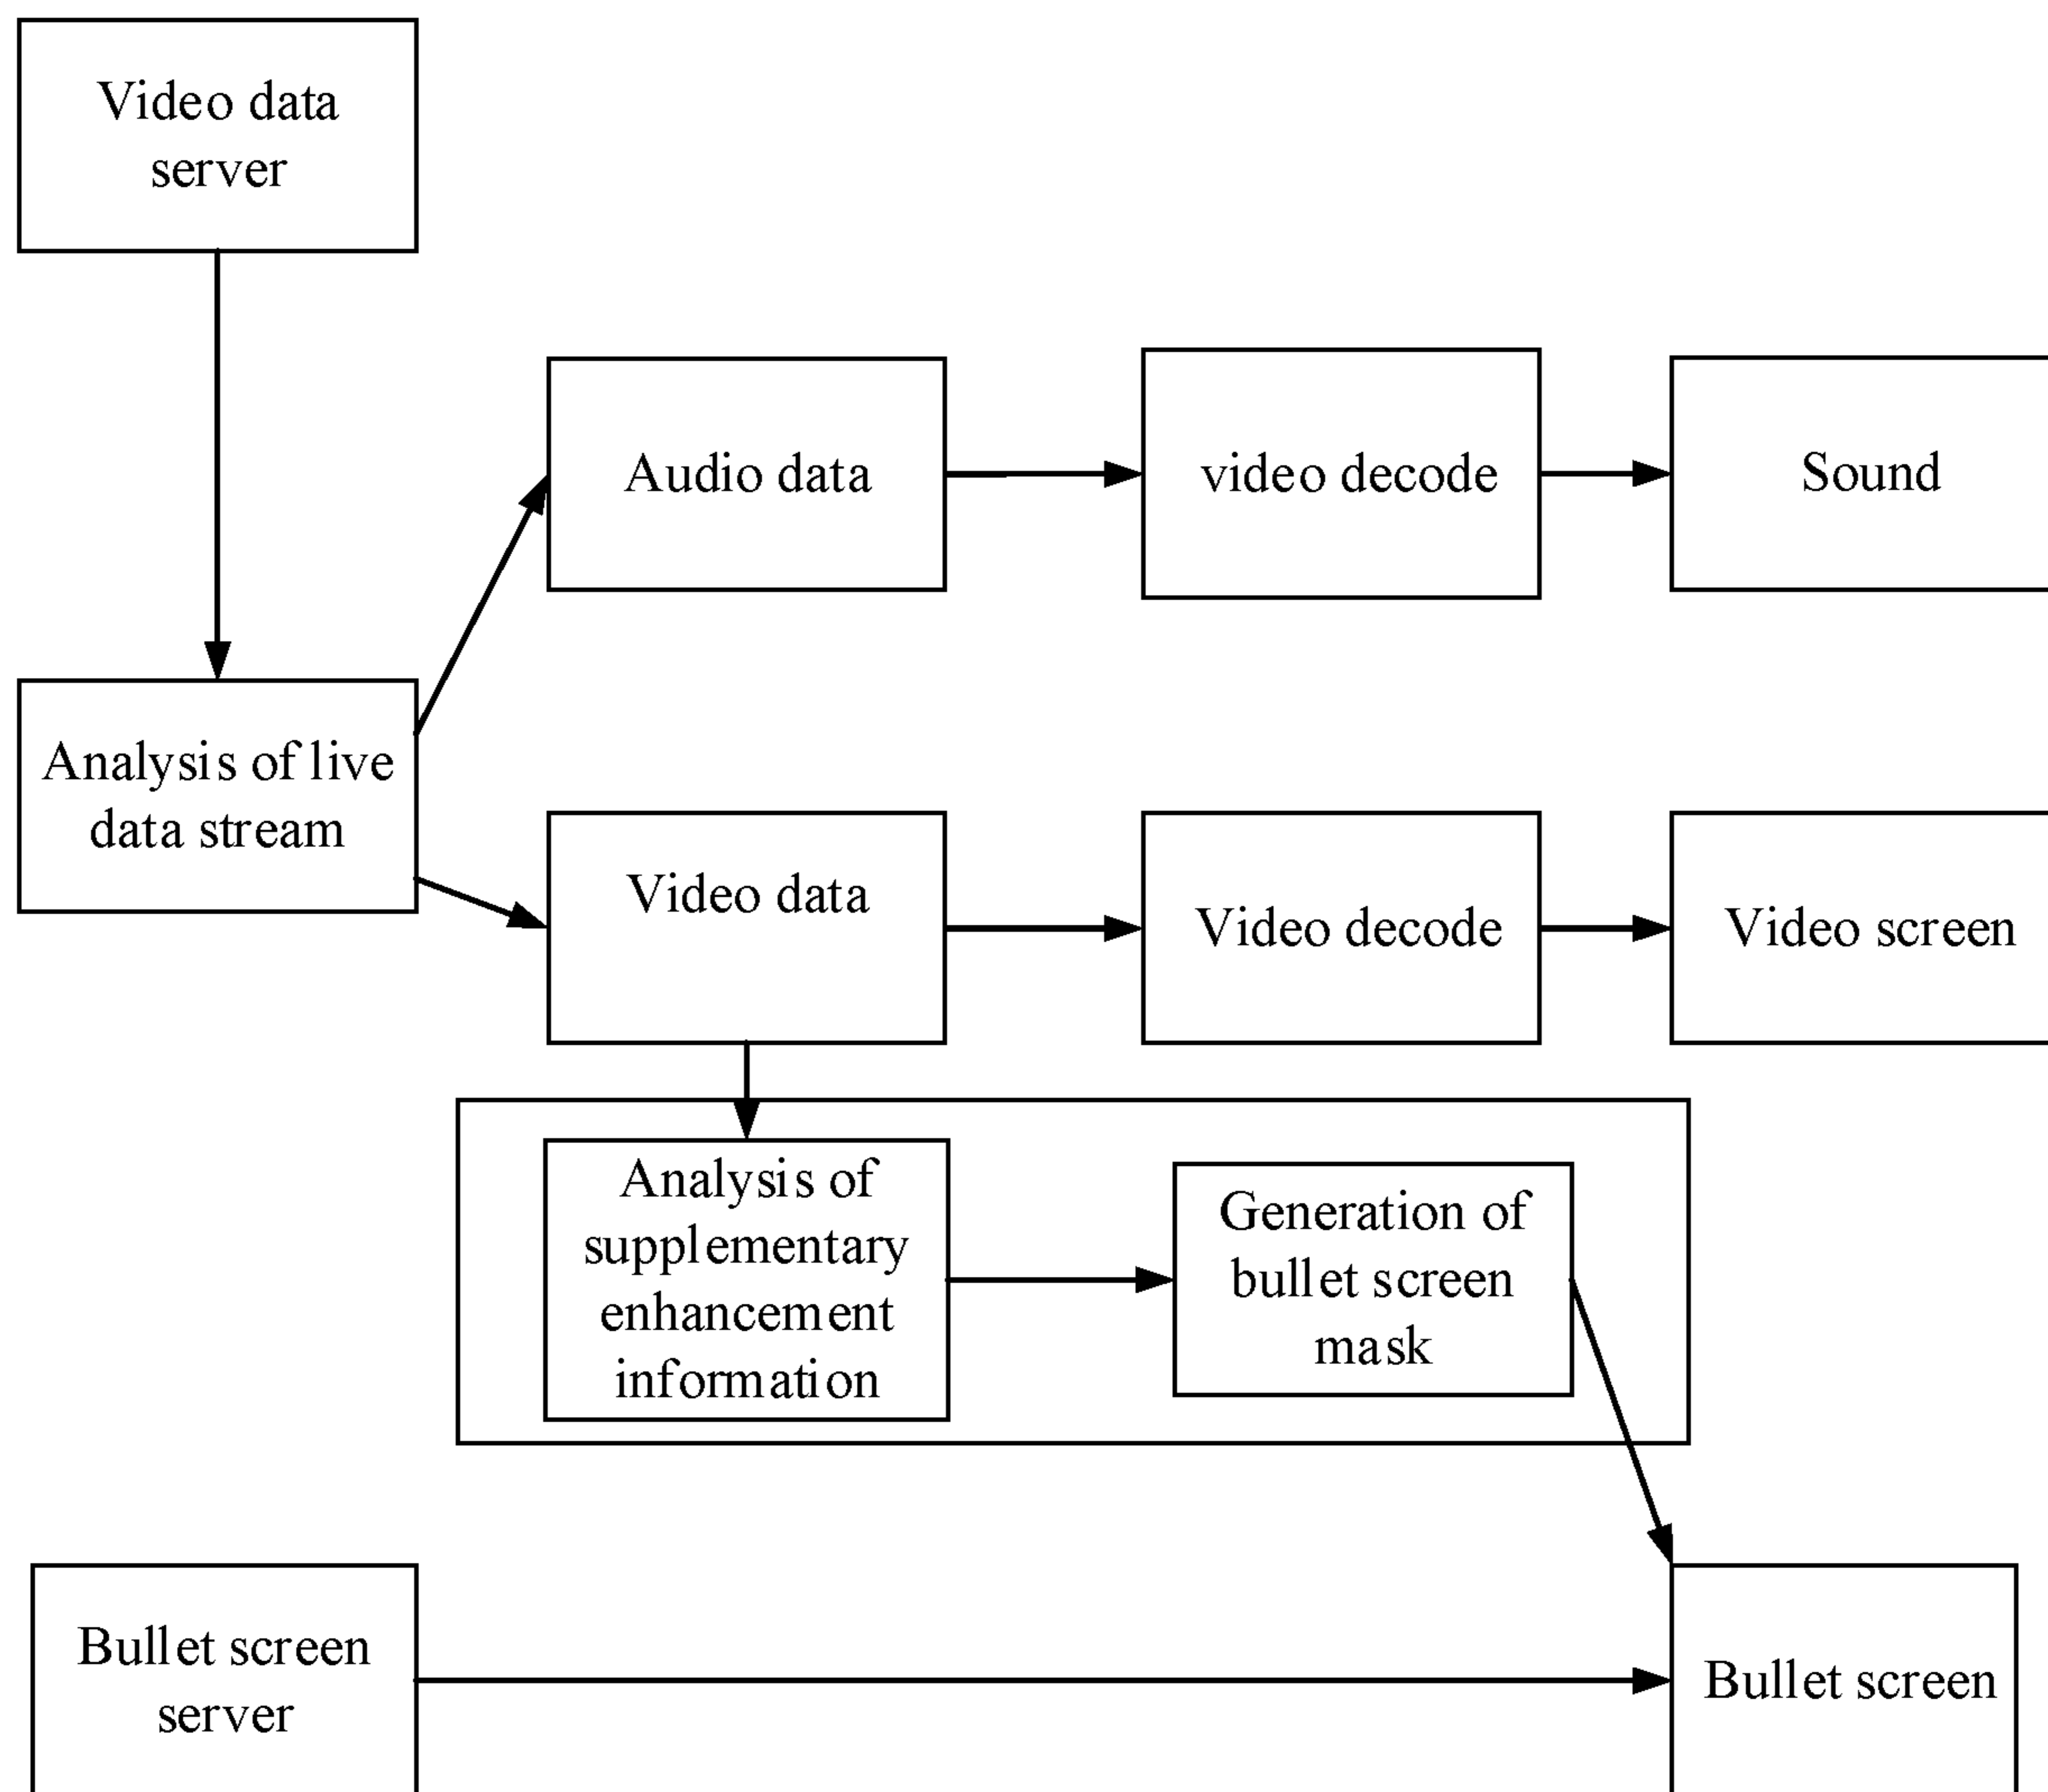 Video data
server
Audio data
video decode
Sound
Analysis of live
data stream
Video data
Video decode
Video screen
Analysis of
supplementary
enhancement
information
Generation of
bullet screen
mask
Bullet screen
server
Bullet screen